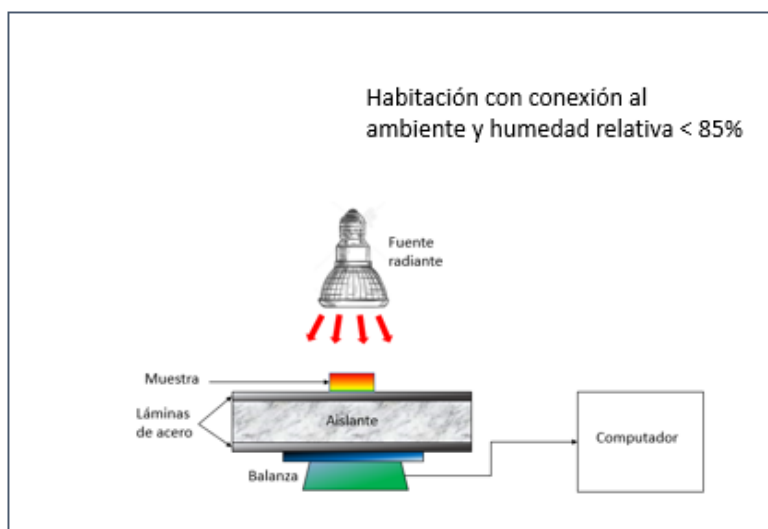 Habitación con conexión al
ambiente y humedad relativa < 85%
Fuente
radiante
Muestra
Láminas
de acero
Aislante
Balanza
Computador